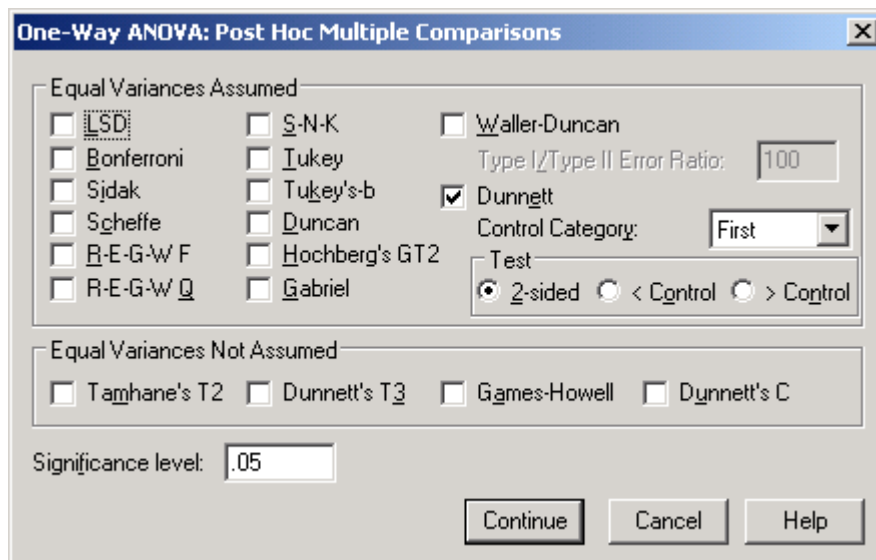 One-Way ANOVA: Post Hoc Multiple Comparisons
Equal Variances Assumed
LSD
Bonferroni
Sidak
Scheffe
R-E-G-W F
R-E-G-W Q
S-N-K
Tukey
Tukey's-b
Duncan
Hochberg's GT2
Gabriel
Waller-Duncan
Type I/Type II Error Ratio: 100
Dunnett
Control Category: First
Test
2-sided < Control > Control
Equal Variances Not Assumed
Tamhane's T2 Dunnett's T3 Games-Howell Dunnett's C
Significance level: .05
Continue Cancel Help